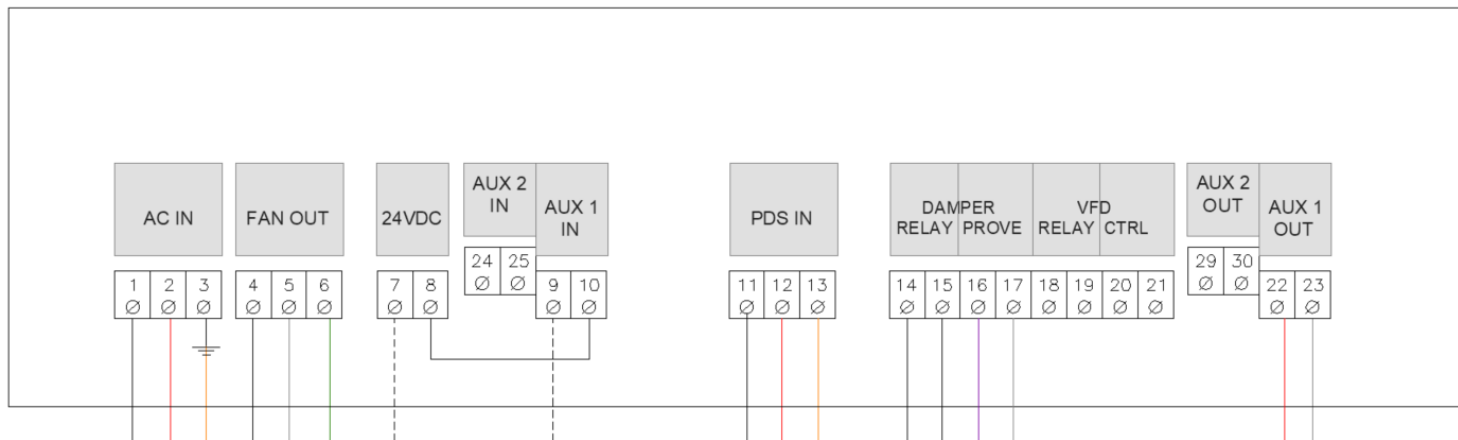 AC IN
FAN OUT
24VDC
AUX 2
IN
AUX 1
IN
PDS IN
DAMPER
RELAY PROVE
VFD
RELAY CTRL
AUX 2
OUT
AUX 1
OUT
1 2 3
4 5 6
7 8
24 25
9 10
11 12 13
14 15 16 17 18 19 20 21
29 30
22 23